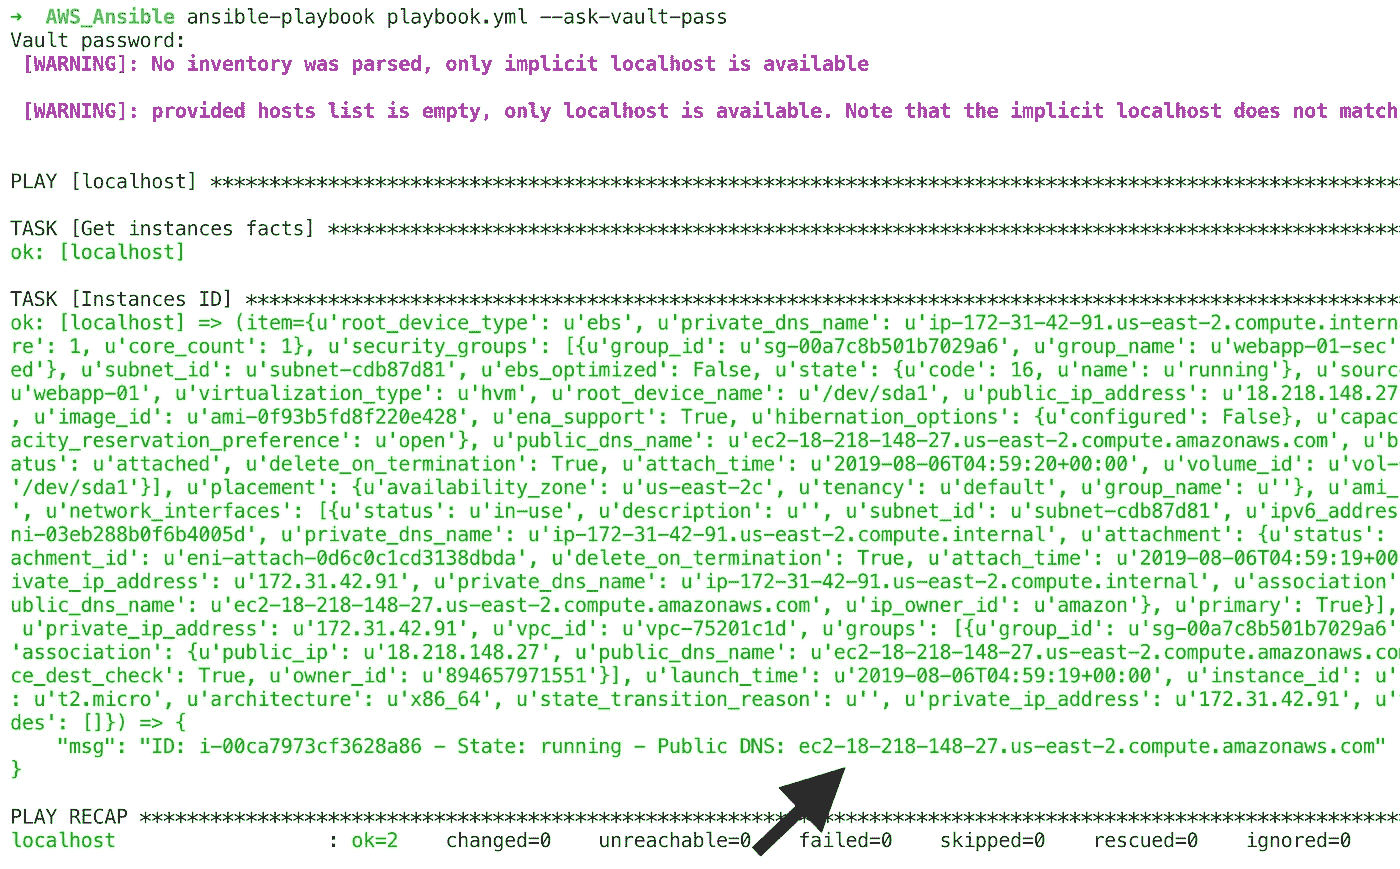 ➜  AWS_Ansible ansible-playbook playbook.yml --ask-vault-pass
Vault password:
 [WARNING]: No inventory was parsed, only implicit localhost is available
 [WARNING]: provided hosts list is empty, only localhost is available. Note that the implicit localhost does not match
PLAY [localhost] *****************************************************************************************************
TASK [Get instances facts] *******************************************************************************************
ok: [localhost]
TASK [Instances ID] **************************************************************************************************
ok: [localhost] => (item={u'root_device_type': u'ebs', u'private_dns_name': u'ip-172-31-42-91.us-east-2.compute.intern
re': 1, u'core_count': 1}, u'security_groups': [{u'group_id': u'sg-00a7c8b501b7029a6', u'group_name': u'webapp-01-sec'
ed'}, u'subnet_id': u'subnet-cdb87d81', u'ebs_optimized': False, u'state': {u'code': 16, u'name': u'running'}, u'sourc
u'webapp-01', u'virtualization_type': u'hvm', u'root_device_name': u'/dev/sda1', u'public_ip_address': u'18.218.148.27
, u'image_id': u'ami-0f93b5fd8f220e428', u'ena_support': True, u'hibernation_options': {u'configured': False}, u'capac
acity_reservation_preference': u'open'}, u'public_dns_name': u'ec2-18-218-148-27.us-east-2.compute.amazonaws.com', u'b
atus': u'attached', u'delete_on_termination': True, u'attach_time': u'2019-08-06T04:59:20+00:00', u'volume_id': u'vol-
'/dev/sda1'}], u'placement': {u'availability_zone': u'us-east-2c', u'tenancy': u'default', u'group_name': u''}, u'ami_
', u'network_interfaces': [{u'status': u'in-use', u'description': u'', u'subnet_id': u'subnet-cdb87d81', u'ipv6_addres
ni-03eb288b0f6b4005d', u'private_dns_name': u'ip-172-31-42-91.us-east-2.compute.internal', u'attachment': {u'status':
achment_id': u'eni-attach-0d6c0c1cd3138dbda', u'delete_on_termination': True, u'attach_time': u'2019-08-06T04:59:19+00
ivate_ip_address': u'172.31.42.91', u'private_dns_name': u'ip-172-31-42-91.us-east-2.compute.internal', u'association'
ublic_dns_name': u'ec2-18-218-148-27.us-east-2.compute.amazonaws.com', u'ip_owner_id': u'amazon'}, u'primary': True}],
 u'private_ip_address': u'172.31.42.91', u'vpc_id': u'vpc-75201c1d', u'groups': [{u'group_id': u'sg-00a7c8b501b7029a6'
'association': {u'public_ip': u'18.218.148.27', u'public_dns_name': u'ec2-18-218-148-27.us-east-2.compute.amazonaws.co
ce_dest_check': True, u'owner_id': u'894657971551'}], u'launch_time': u'2019-08-06T04:59:19+00:00', u'instance_id': u'
: u't2.micro', u'architecture': u'x86_64', u'state_transition_reason': u'', u'private_ip_address': u'172.31.42.91', u'
des': []}) => {
    "msg": "ID: i-00ca7973cf3628a86 - State: running - Public DNS: ec2-18-218-148-27.us-east-2.compute.amazonaws.com"
}
PLAY RECAP ***********************************************************************************************************
localhost                  : ok=2    changed=0    unreachable=0    failed=0    skipped=0    rescued=0    ignored=0